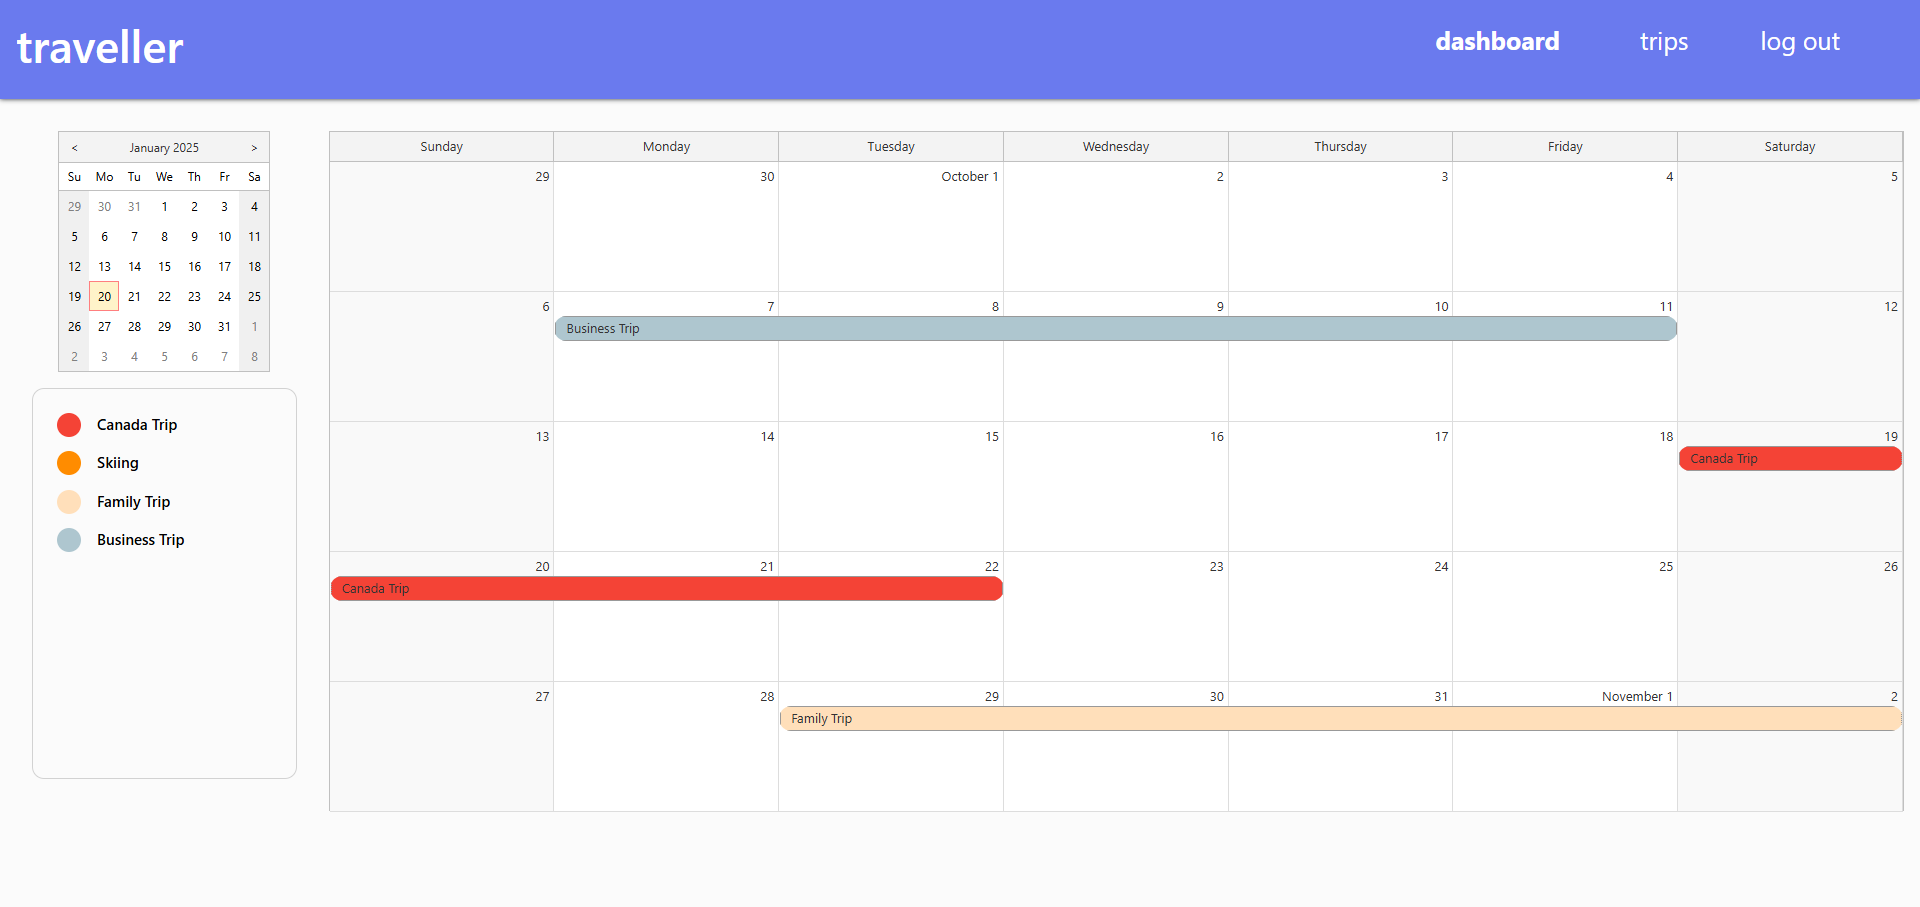 traveller
dashboard trips log out
< January 2025 >
Su Mo Tu We Th Fr Sa
29 30 31 1 2 3 4
5 6 7 8 9 10 11
12 13 14 15 16 17 18
19 20 21 22 23 24 25
26 27 28 29 30 31 1
2 3 4 5 6 7 8
Canada Trip
Skiing
Family Trip
Business Trip
Sunday Monday Tuesday Wednesday Thursday Friday Saturday
29 30 October 1 2 3 4 5
6 7 8 9 10 11 12
Business Trip
13 14 15 16 17 18 19
Canada Trip
20 21 22 23 24 25 26
Canada Trip
27 28 29 30 31 November 1 2
Family Trip